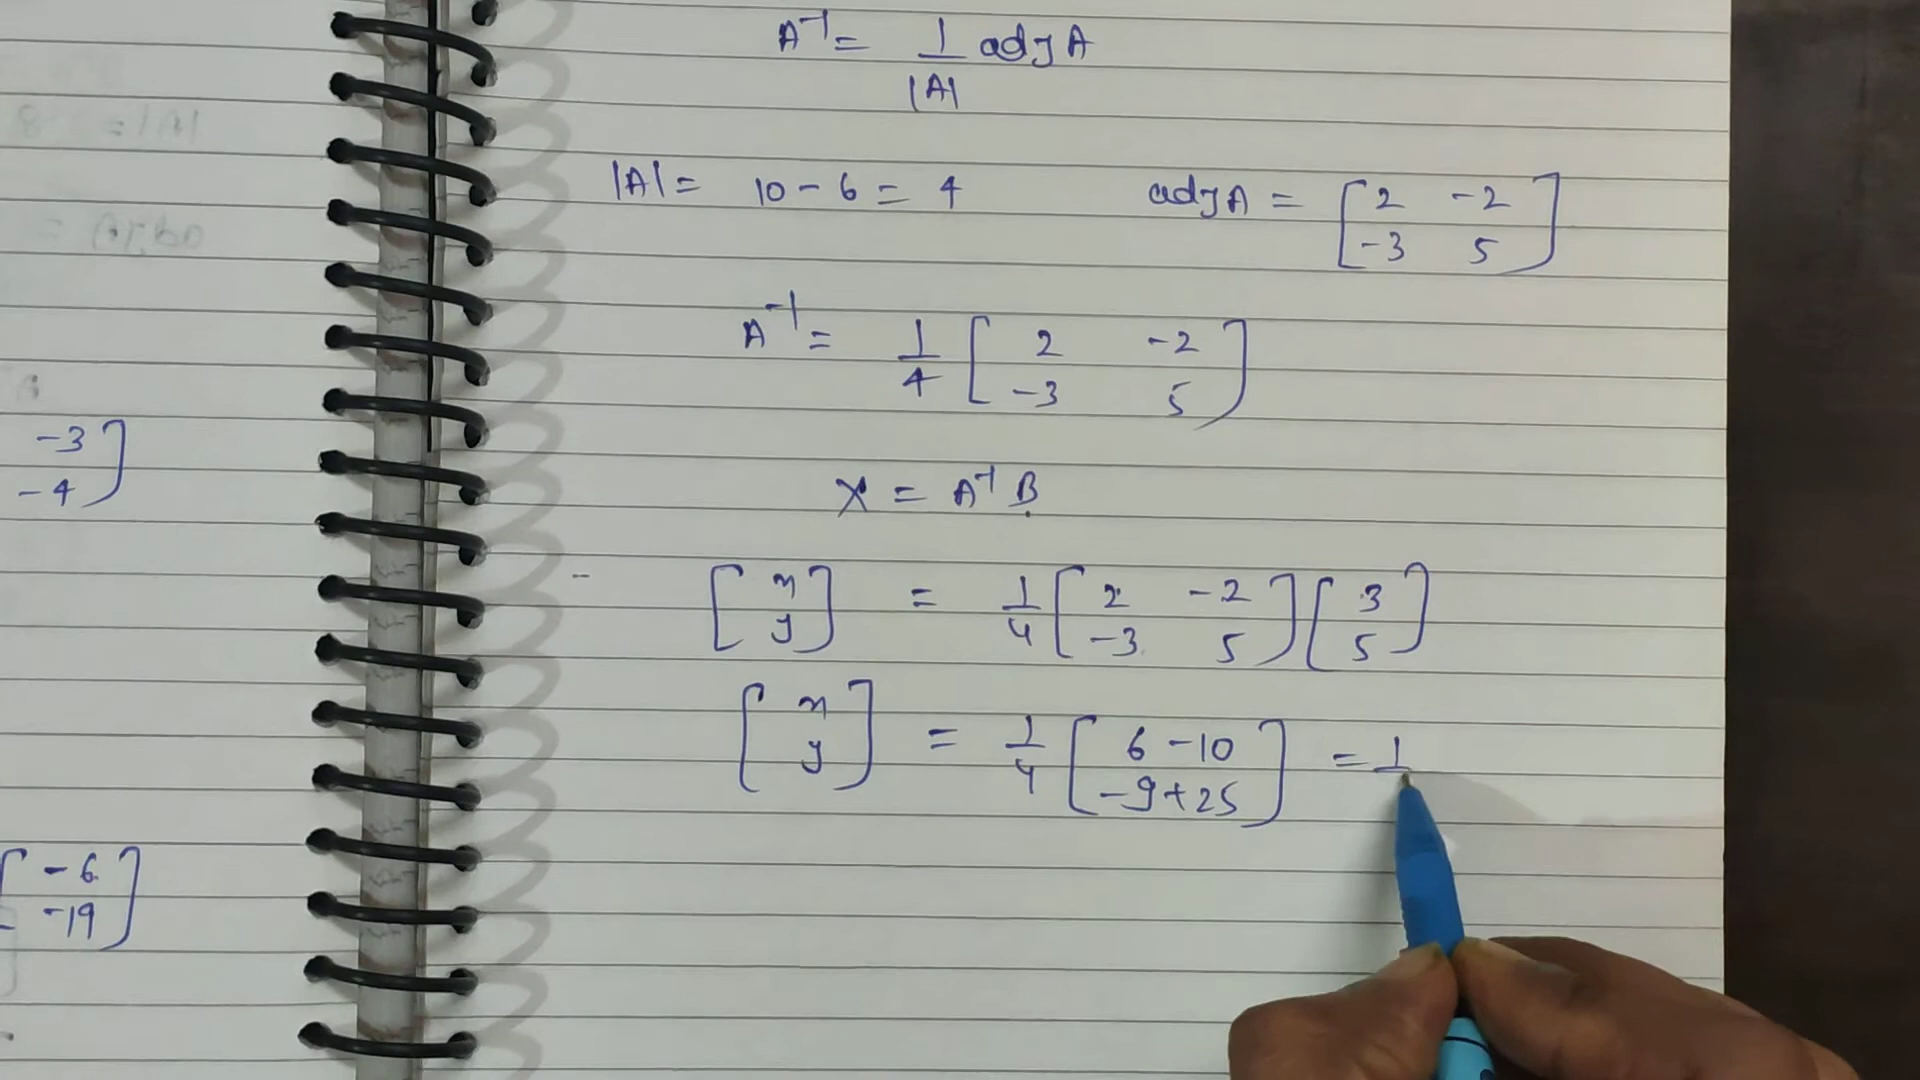 A⁻¹ = 1/|A| adj A
|A| = 10 - 6 = 4
adj A = [2 -2
-3 5]
A⁻¹ = 1/4 [2 -2
-3 5]
X = A⁻¹ B
[x
y] = 1/4 [2 -2
-3 5] [3
5]
[x
y] = 1/4 [6 -10
-9+25] = 1
-3]
-4]
[-6
-19]